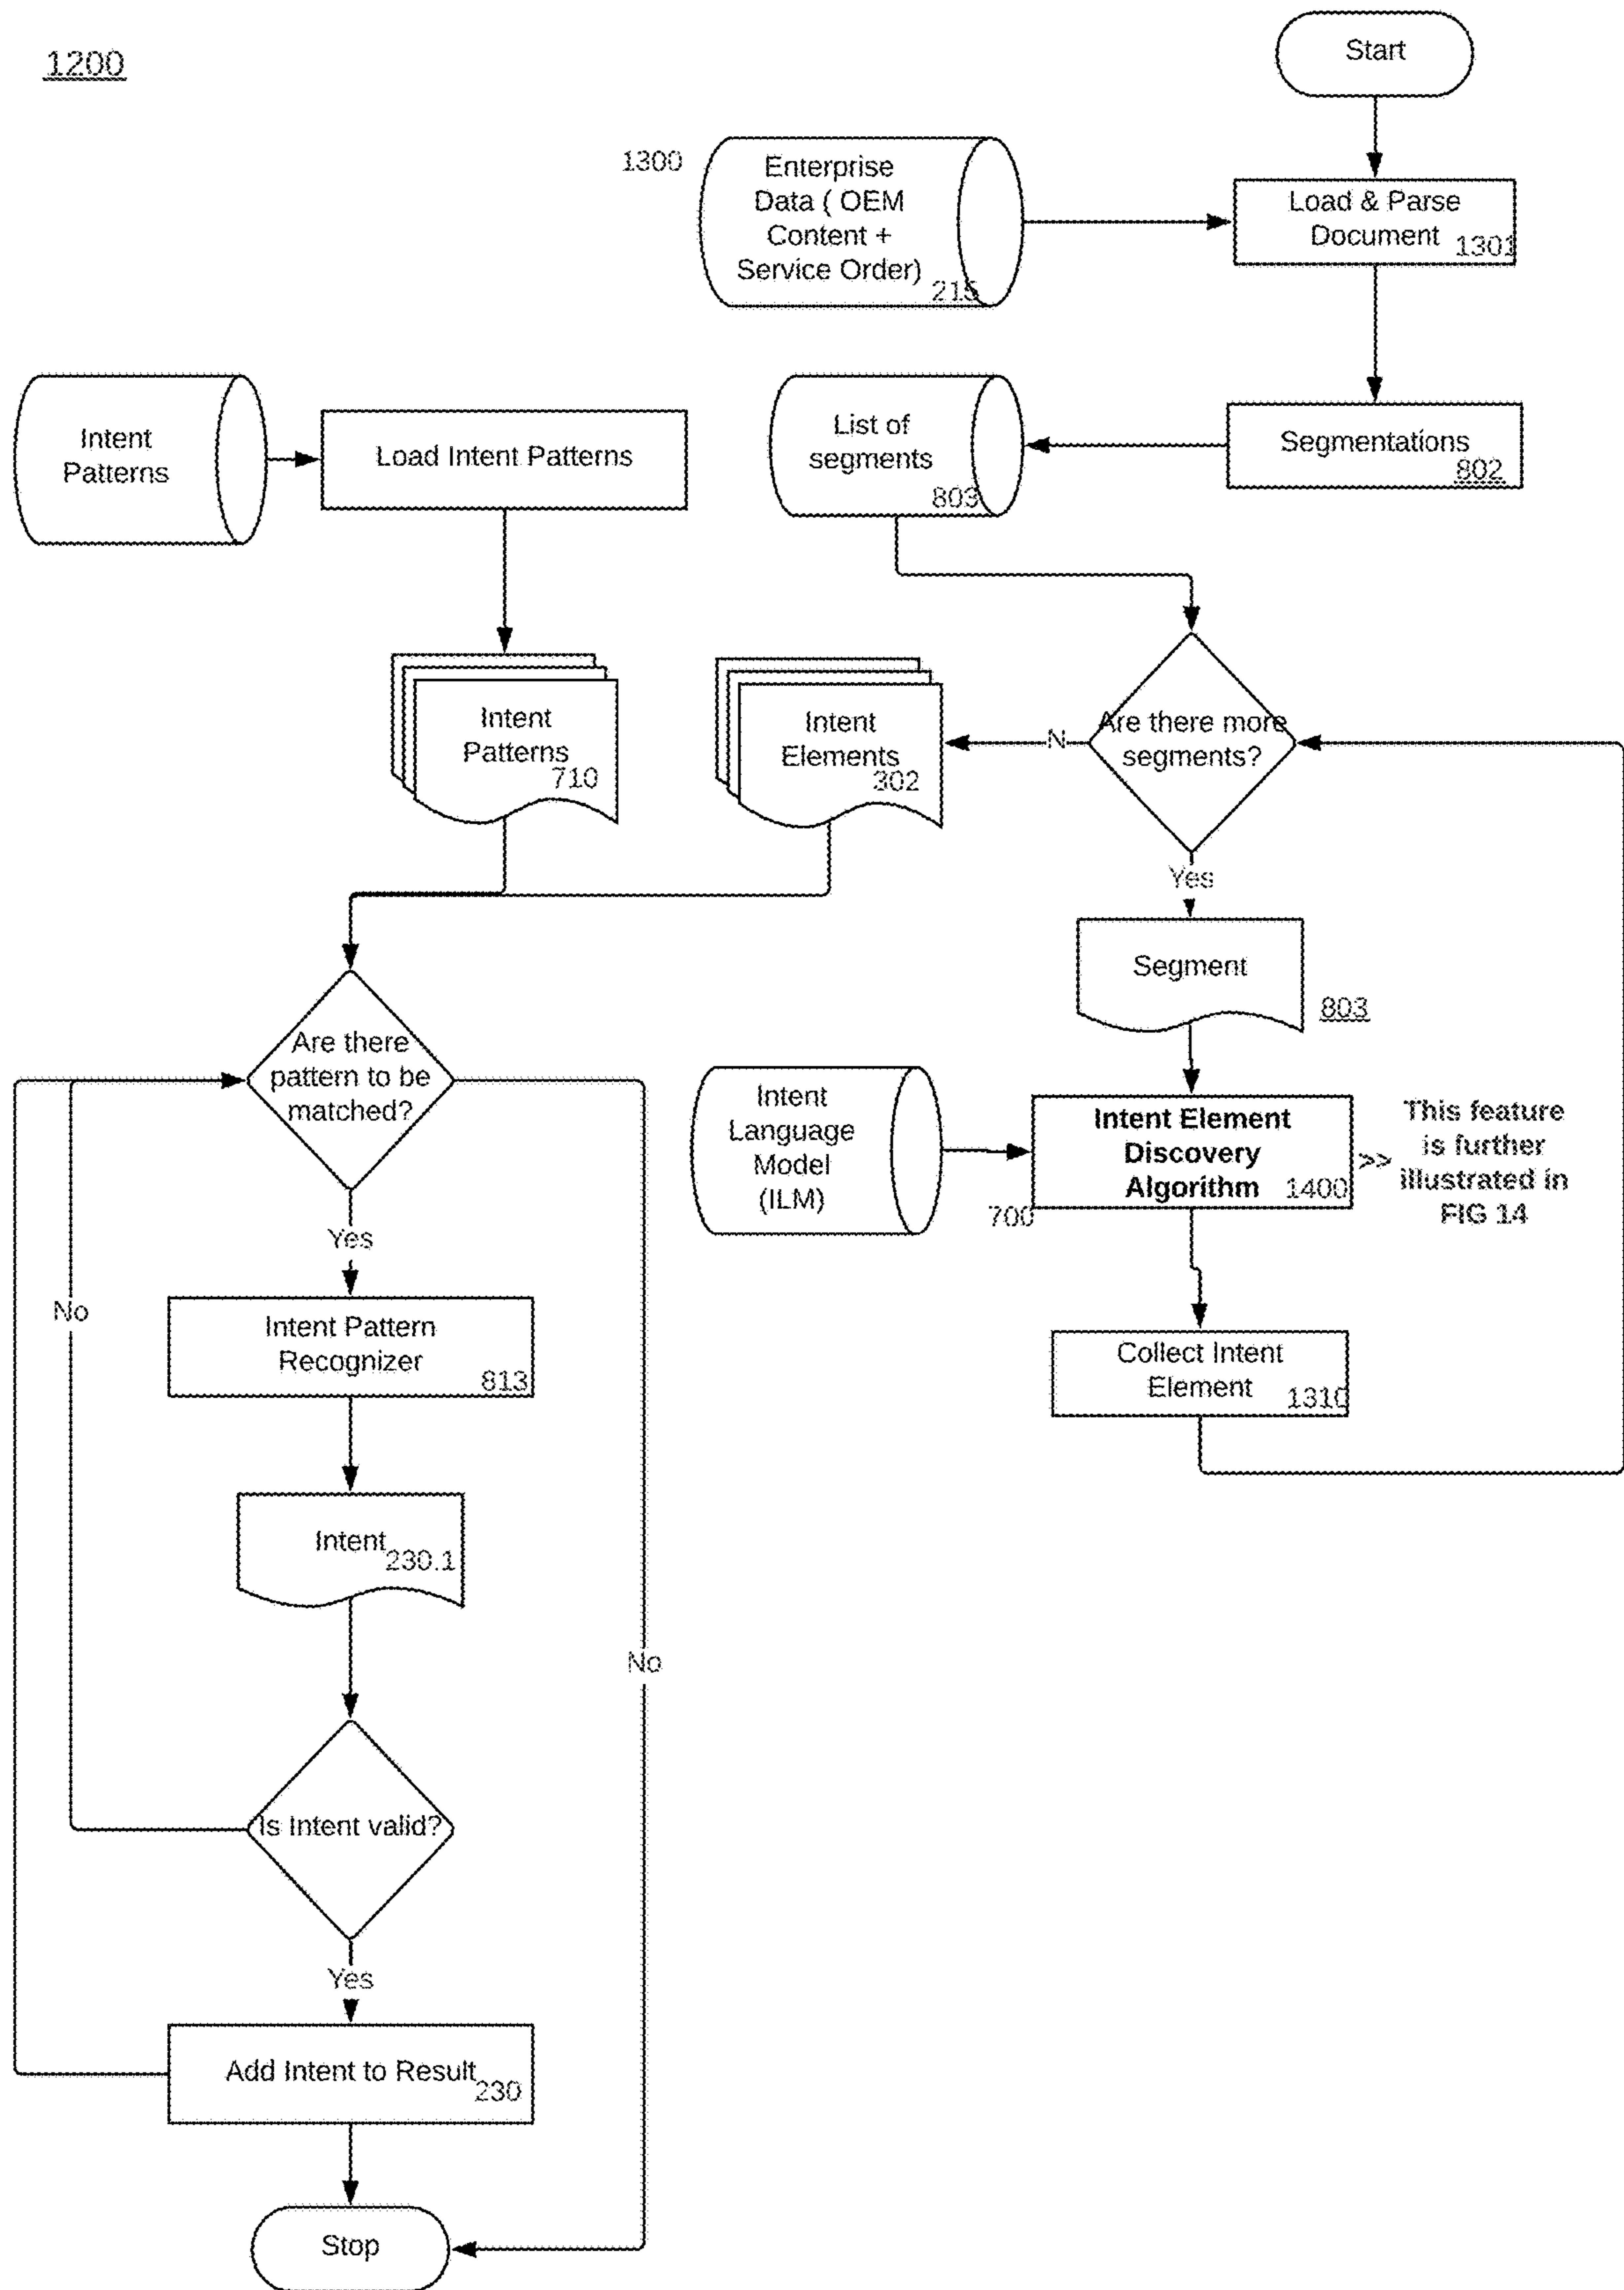 1200
Start
1300
Enterprise
Data ( OEM
Content +
Service Order)
215
Load & Parse
Document
1301
Intent
Patterns
Load Intent Patterns
List of
segments
803
Segmentations
802
Intent
Patterns
710
Intent
Elements
302
N
Are there more
segments?
Yes
Segment
803
Are there
pattern to be
matched?
Intent
Language
Model
(ILM)
700
Intent Element
Discovery
Algorithm
1400
>>
This feature
is further
illustrated in
FIG 14
Yes
No
Intent Pattern
Recognizer
813
Collect Intent
Element
1310
Intent
230.1
No
Is Intent valid?
Yes
Add Intent to Result
230
Stop